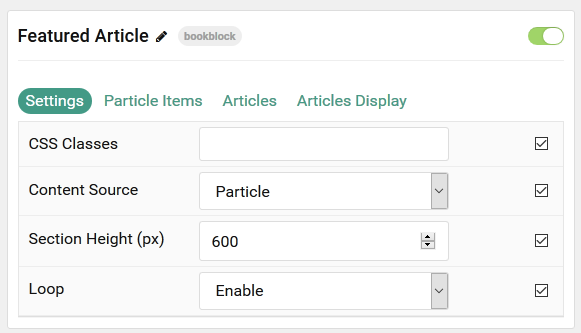 Featured Article bookblock
Settings Particle Items Articles Articles Display
CSS Classes
Content Source Particle
Section Height (px) 600
Loop Enable